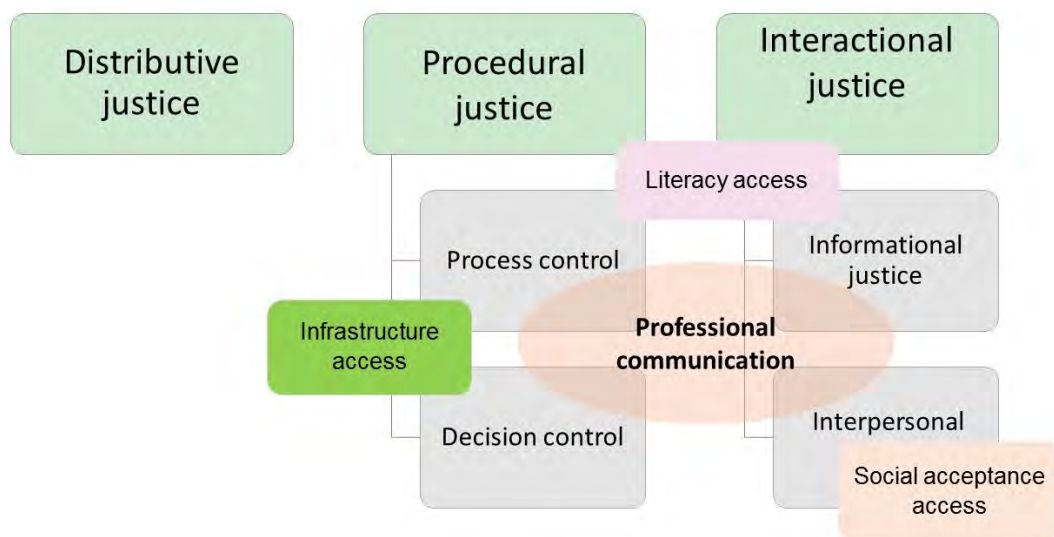 Distributive
justice
Procedural
justice
Interactional
justice
Literacy access
Process control
Informational
justice
Infrastructure
access
Professional
communication
Decision control
Interpersonal
Social acceptance
access